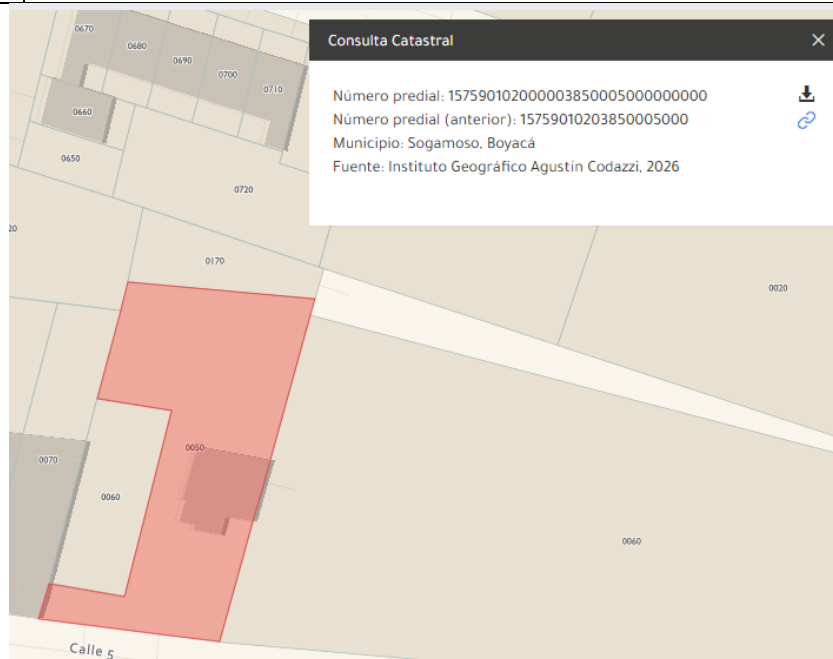 0670
0680
0690
0700
0710
0660
0650
0720
20
0170
0020
0050
0070
0060
0060
Calle 5
Consulta Catastral
Número predial: 157590102000003850005000000000
Número predial (anterior): 15759010203850005000
Municipio: Sogamoso, Boyacá
Fuente: Instituto Geográfico Agustín Codazzi, 2026